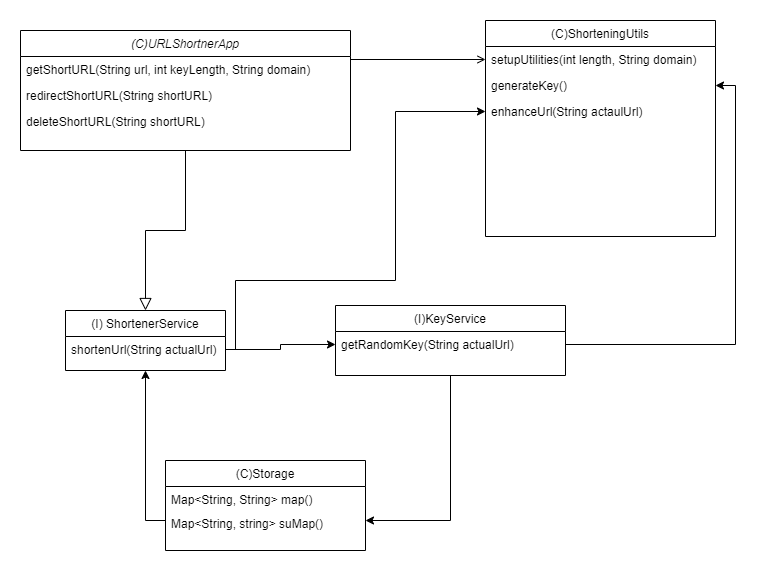 (C)URLShortnerApp
getShortURL(String url, int keyLength, String domain)
redirectShortURL(String shortURL)
deleteShortURL(String shortURL)
(C)ShorteningUtils
setupUtilities(int length, String domain)
generateKey()
enhanceUrl(String actaulUrl)
(I) ShortenerService
shortenUrl(String actualUrl)
(I)KeyService
getRandomKey(String actualUrl)
(C)Storage
Map<String, String> map()
Map<String, string> suMap()